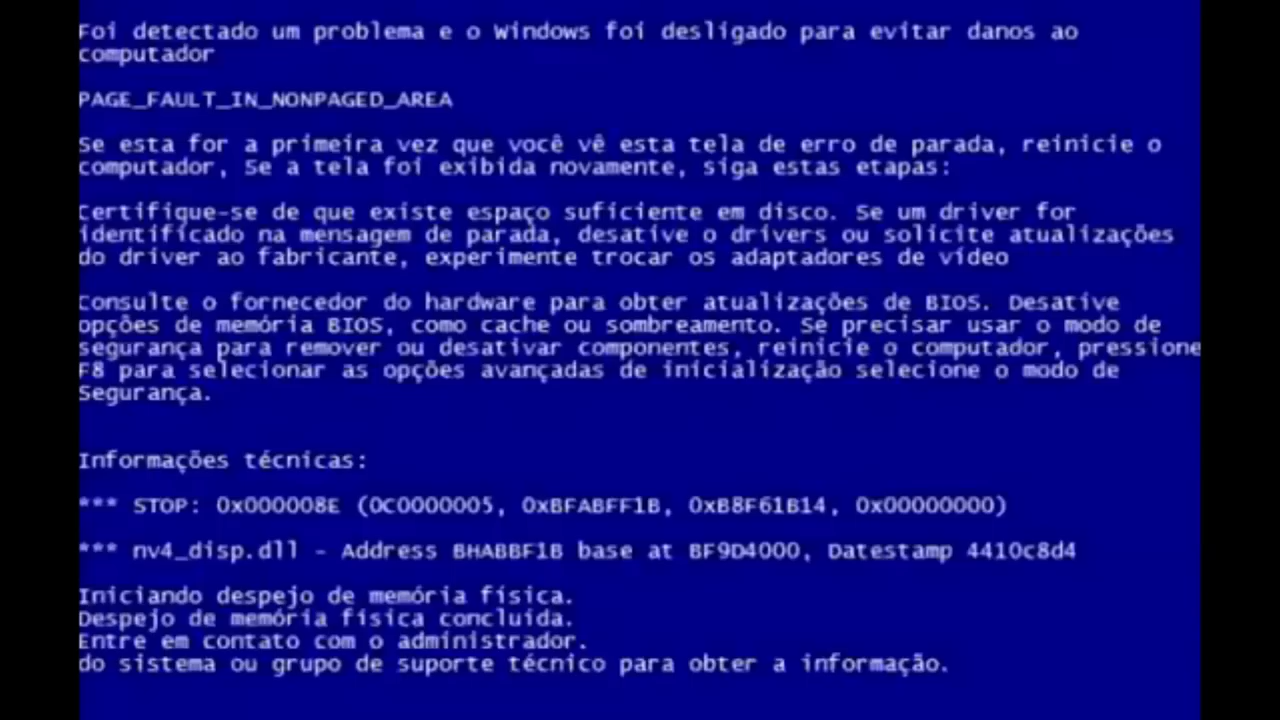 Foi detectado um problema e o Windows foi desligado para evitar danos ao
computador
PAGE_FAULT_IN_NONPAGED_AREA
Se esta for a primeira vez que você vê esta tela de erro de parada, reinicie o
computador, Se a tela foi exibida novamente, siga estas etapas:
Certifique-se de que existe espaço suficiente em disco. Se um driver for
identificado na mensagem de parada, desative o drivers ou solicite atualizações
do driver ao fabricante, experimente trocar os adaptadores de vídeo
Consulte o fornecedor do hardware para obter atualizações de BIOS. Desative
opções de memória BIOS, como cache ou sombreamento. Se precisar usar o modo de
segurança para remover ou desativar componentes, reinicie o computador, pressione
F8 para selecionar as opções avançadas de inicialização selecione o modo de
Segurança.
Informações técnicas:
*** STOP: 0x000008E (0C0000005, 0xBFABFF1B, 0xB8F61B14, 0x00000000)
*** nv4_disp.dll - Address BHABBF1B base at BF9D4000, Datestamp 4410c8d4
Iniciando despejo de memória física.
Despejo de memória física concluída.
Entre em contato com o administrador.
do sistema ou grupo de suporte técnico para obter a informação.